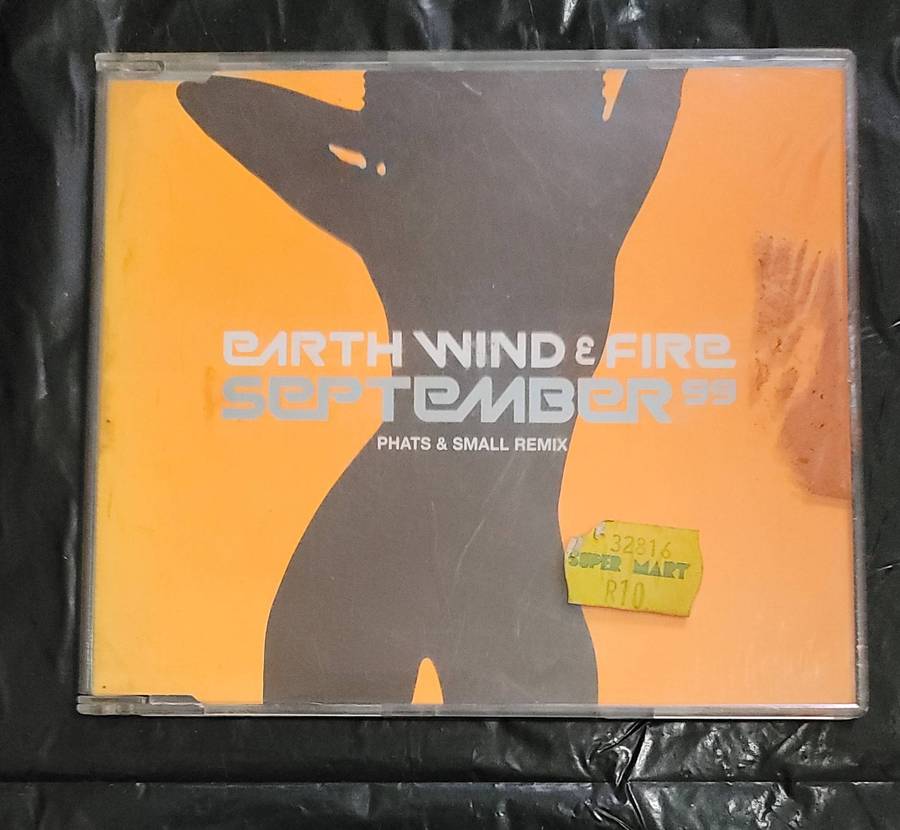 EARTH WIND & FIRE
SEPTEMBER 99
PHATS & SMALL REMIX
32816
SUPER MART
R10